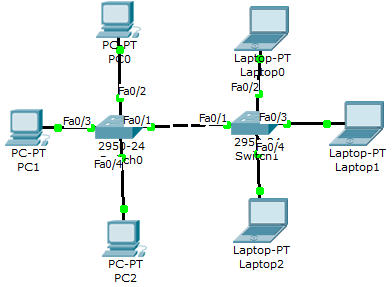 PC-PT
PC0
Laptop-PT
Laptop0
Fa0/2
Fa0/2
Fa0/3
Fa0/1
Fa0/1
Fa0/3
PC-PT
PC1
2950-24
Fa0/4
Switch1
Fa0/4
Laptop-PT
Laptop1
PC-PT
PC2
Laptop-PT
Laptop2